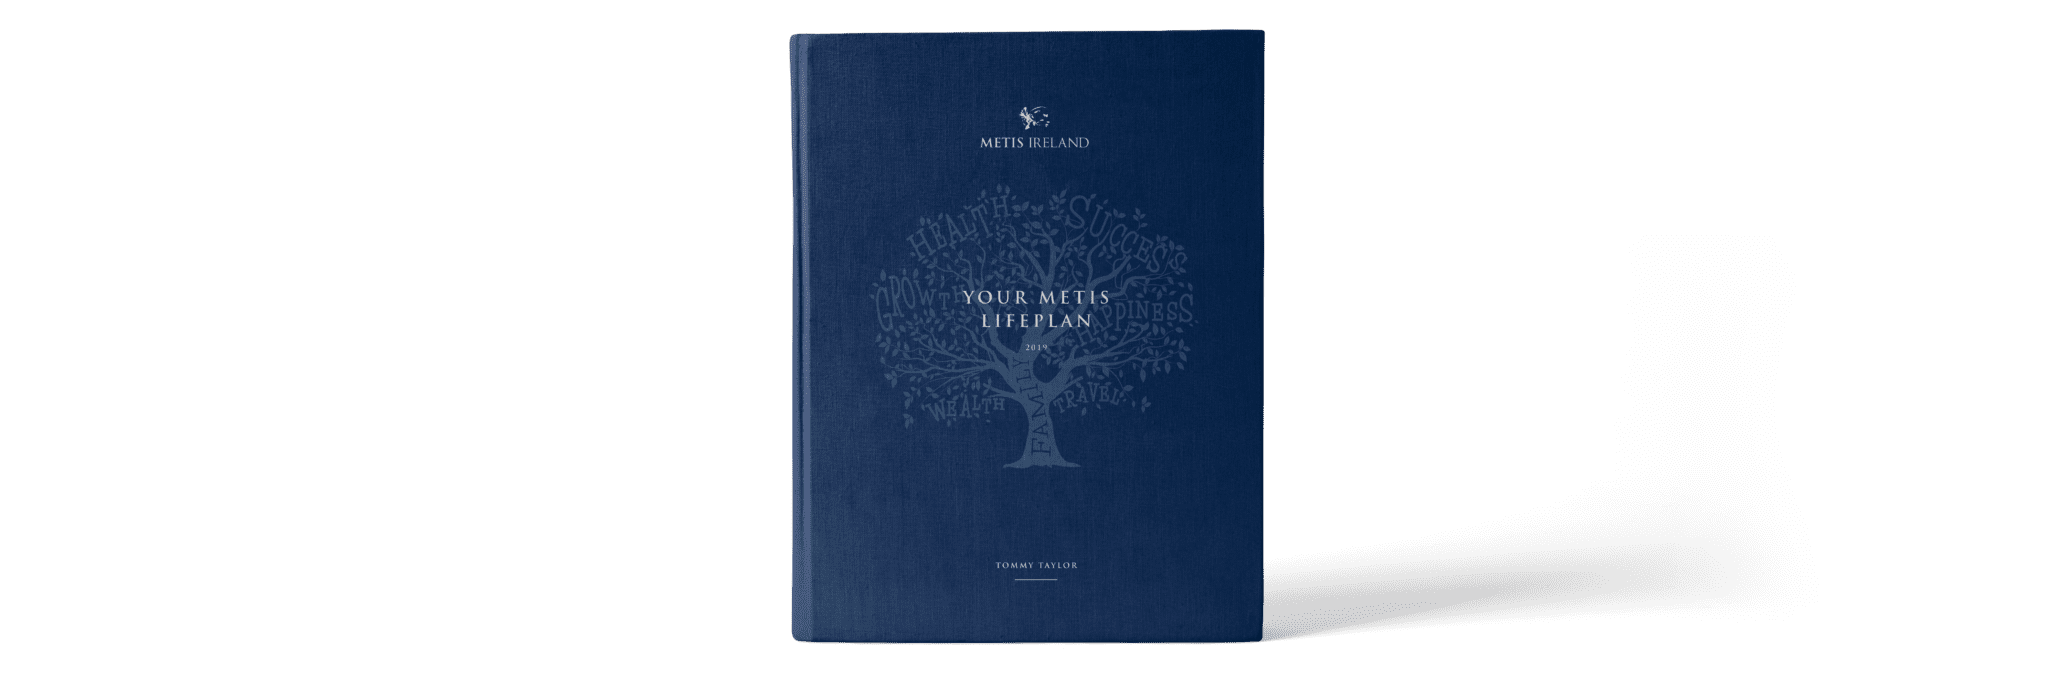 METIS IRELAND
HEALTH
SUCCESS
GROWTH
YOUR METIS
LIFEPLAN
HAPPINESS
2019
WEALTH
FAMILY
TRAVEL
TOMMY TAYLOR